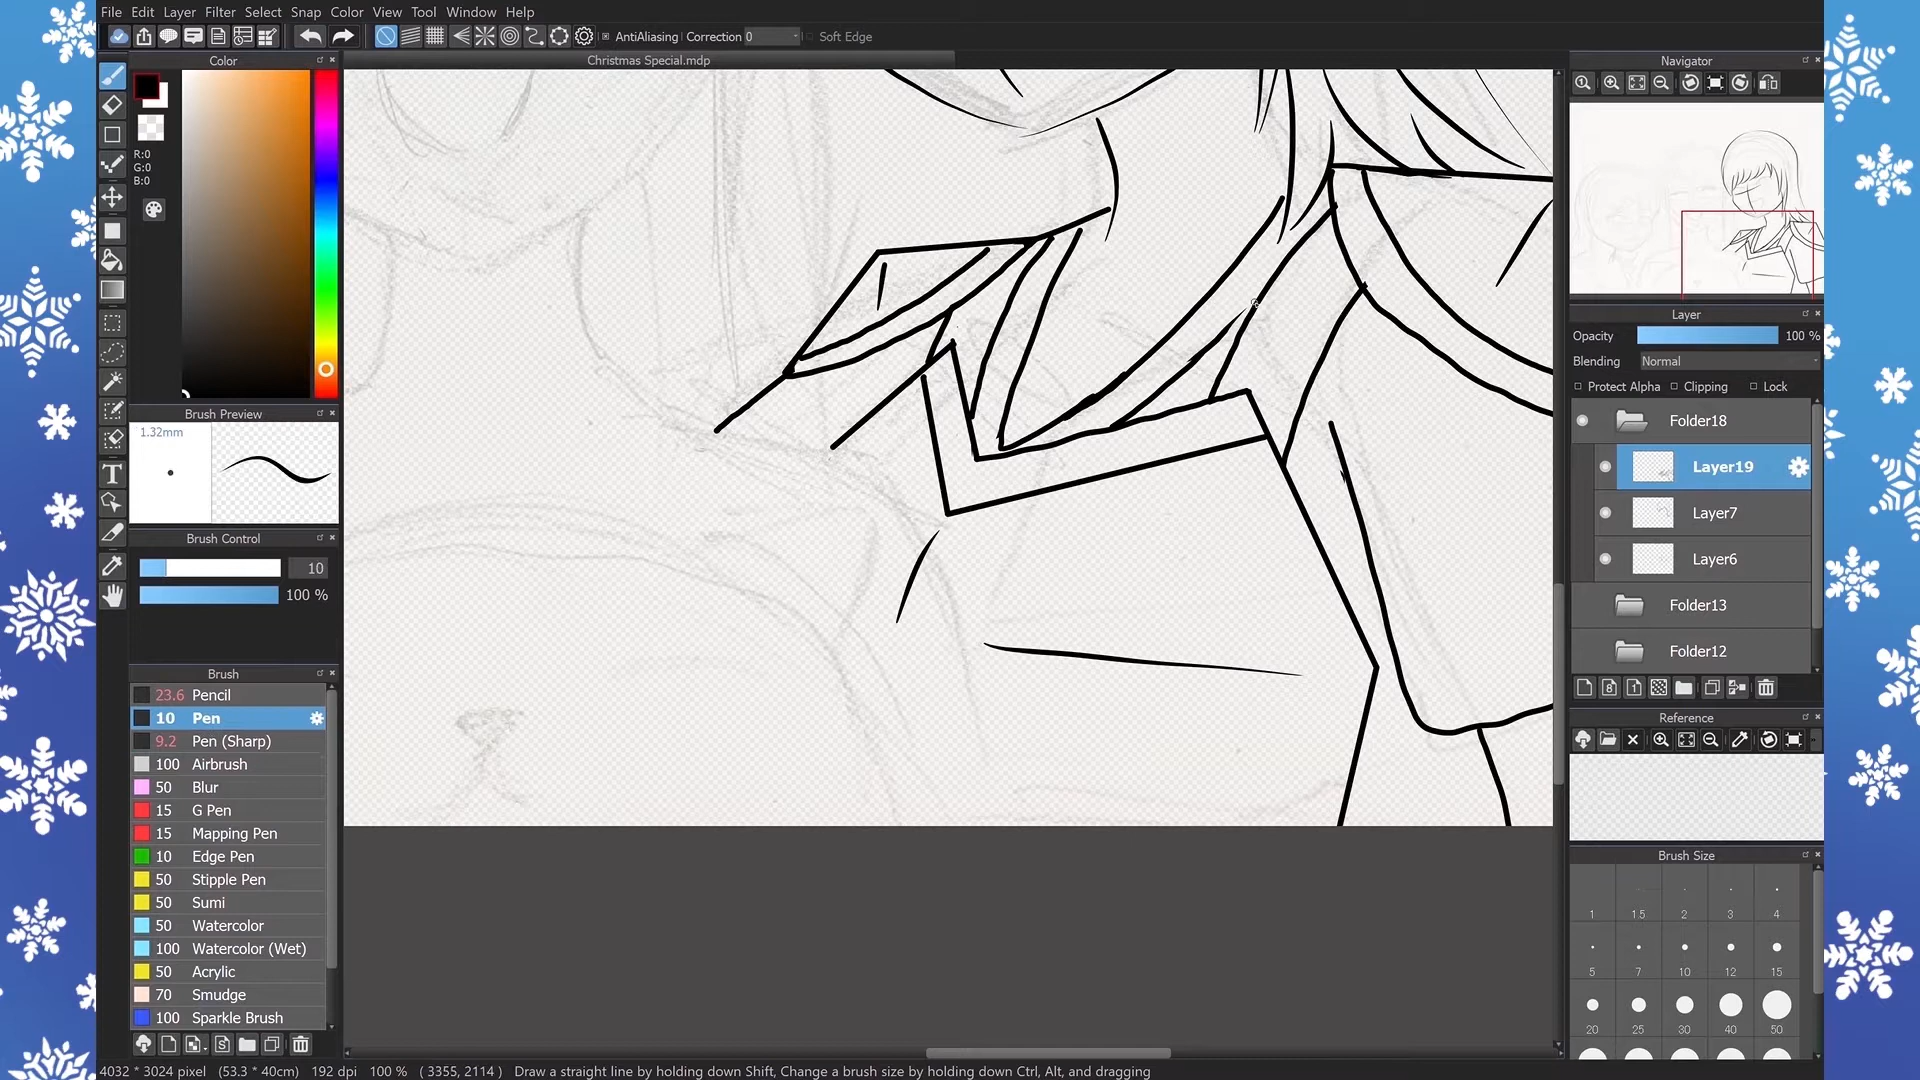 File Edit Layer Filter Select Snap Color View Tool Window Help
AntiAliasing Correction 0 Soft Edge
Color
Christmas Special.mdp
Navigator
R:0
G:0
B:0
Layer
Opacity 100 %
Blending Normal
Protect Alpha Clipping Lock
Folder18
Layer19
Layer7
Layer6
Folder13
Folder12
Brush Preview
1.32mm
Brush Control
10
100 %
Brush
23.6 Pencil
10 Pen
9.2 Pen (Sharp)
100 Airbrush
50 Blur
15 G Pen
15 Mapping Pen
10 Edge Pen
50 Stipple Pen
50 Sumi
50 Watercolor
100 Watercolor (Wet)
50 Acrylic
70 Smudge
100 Sparkle Brush
Reference
Brush Size
1 1.5 2 3 4
5 7 10 12 15
20 25 30 40 50
4032 * 3024 pixel (53.3 * 40cm) 192 dpi 100 % ( 3355, 2114 ) Draw a straight line by holding down Shift, Change a brush size by holding down Ctrl, Alt, and dragging